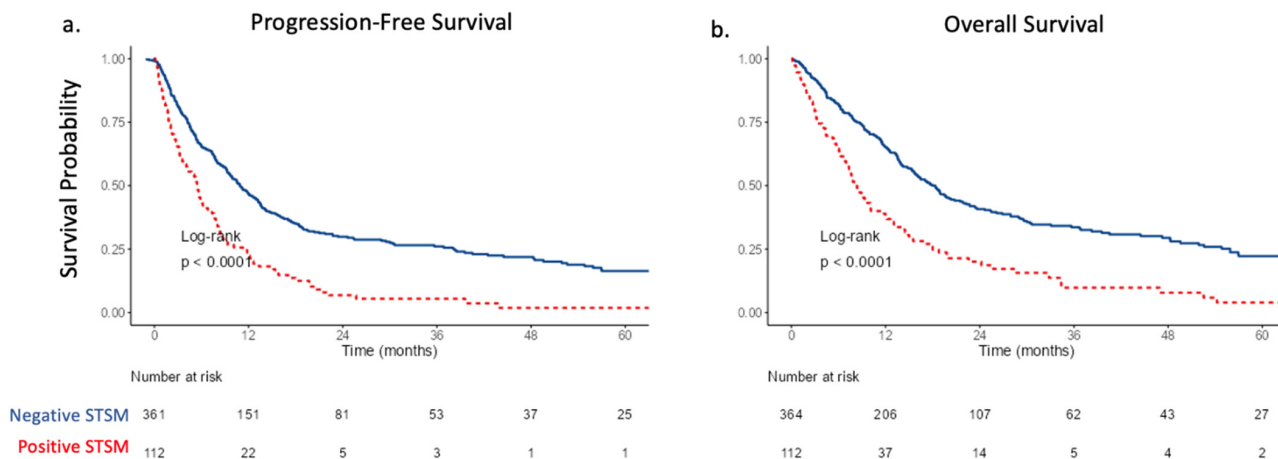 a.
Progression-Free Survival
b.
Overall Survival
Survival Probability
1.00
0.75
0.50
0.25
0.00
Log-rank
p < 0.0001
0 12 24 36 48 60
Time (months)
1.00
0.75
0.50
0.25
0.00
Log-rank
p < 0.0001
0 12 24 36 48 60
Time (months)
Number at risk
Number at risk
Negative STSM 361 151 81 53 37 25 364 206 107 62 43 27
Positive STSM 112 22 5 3 1 1 112 37 14 5 4 2